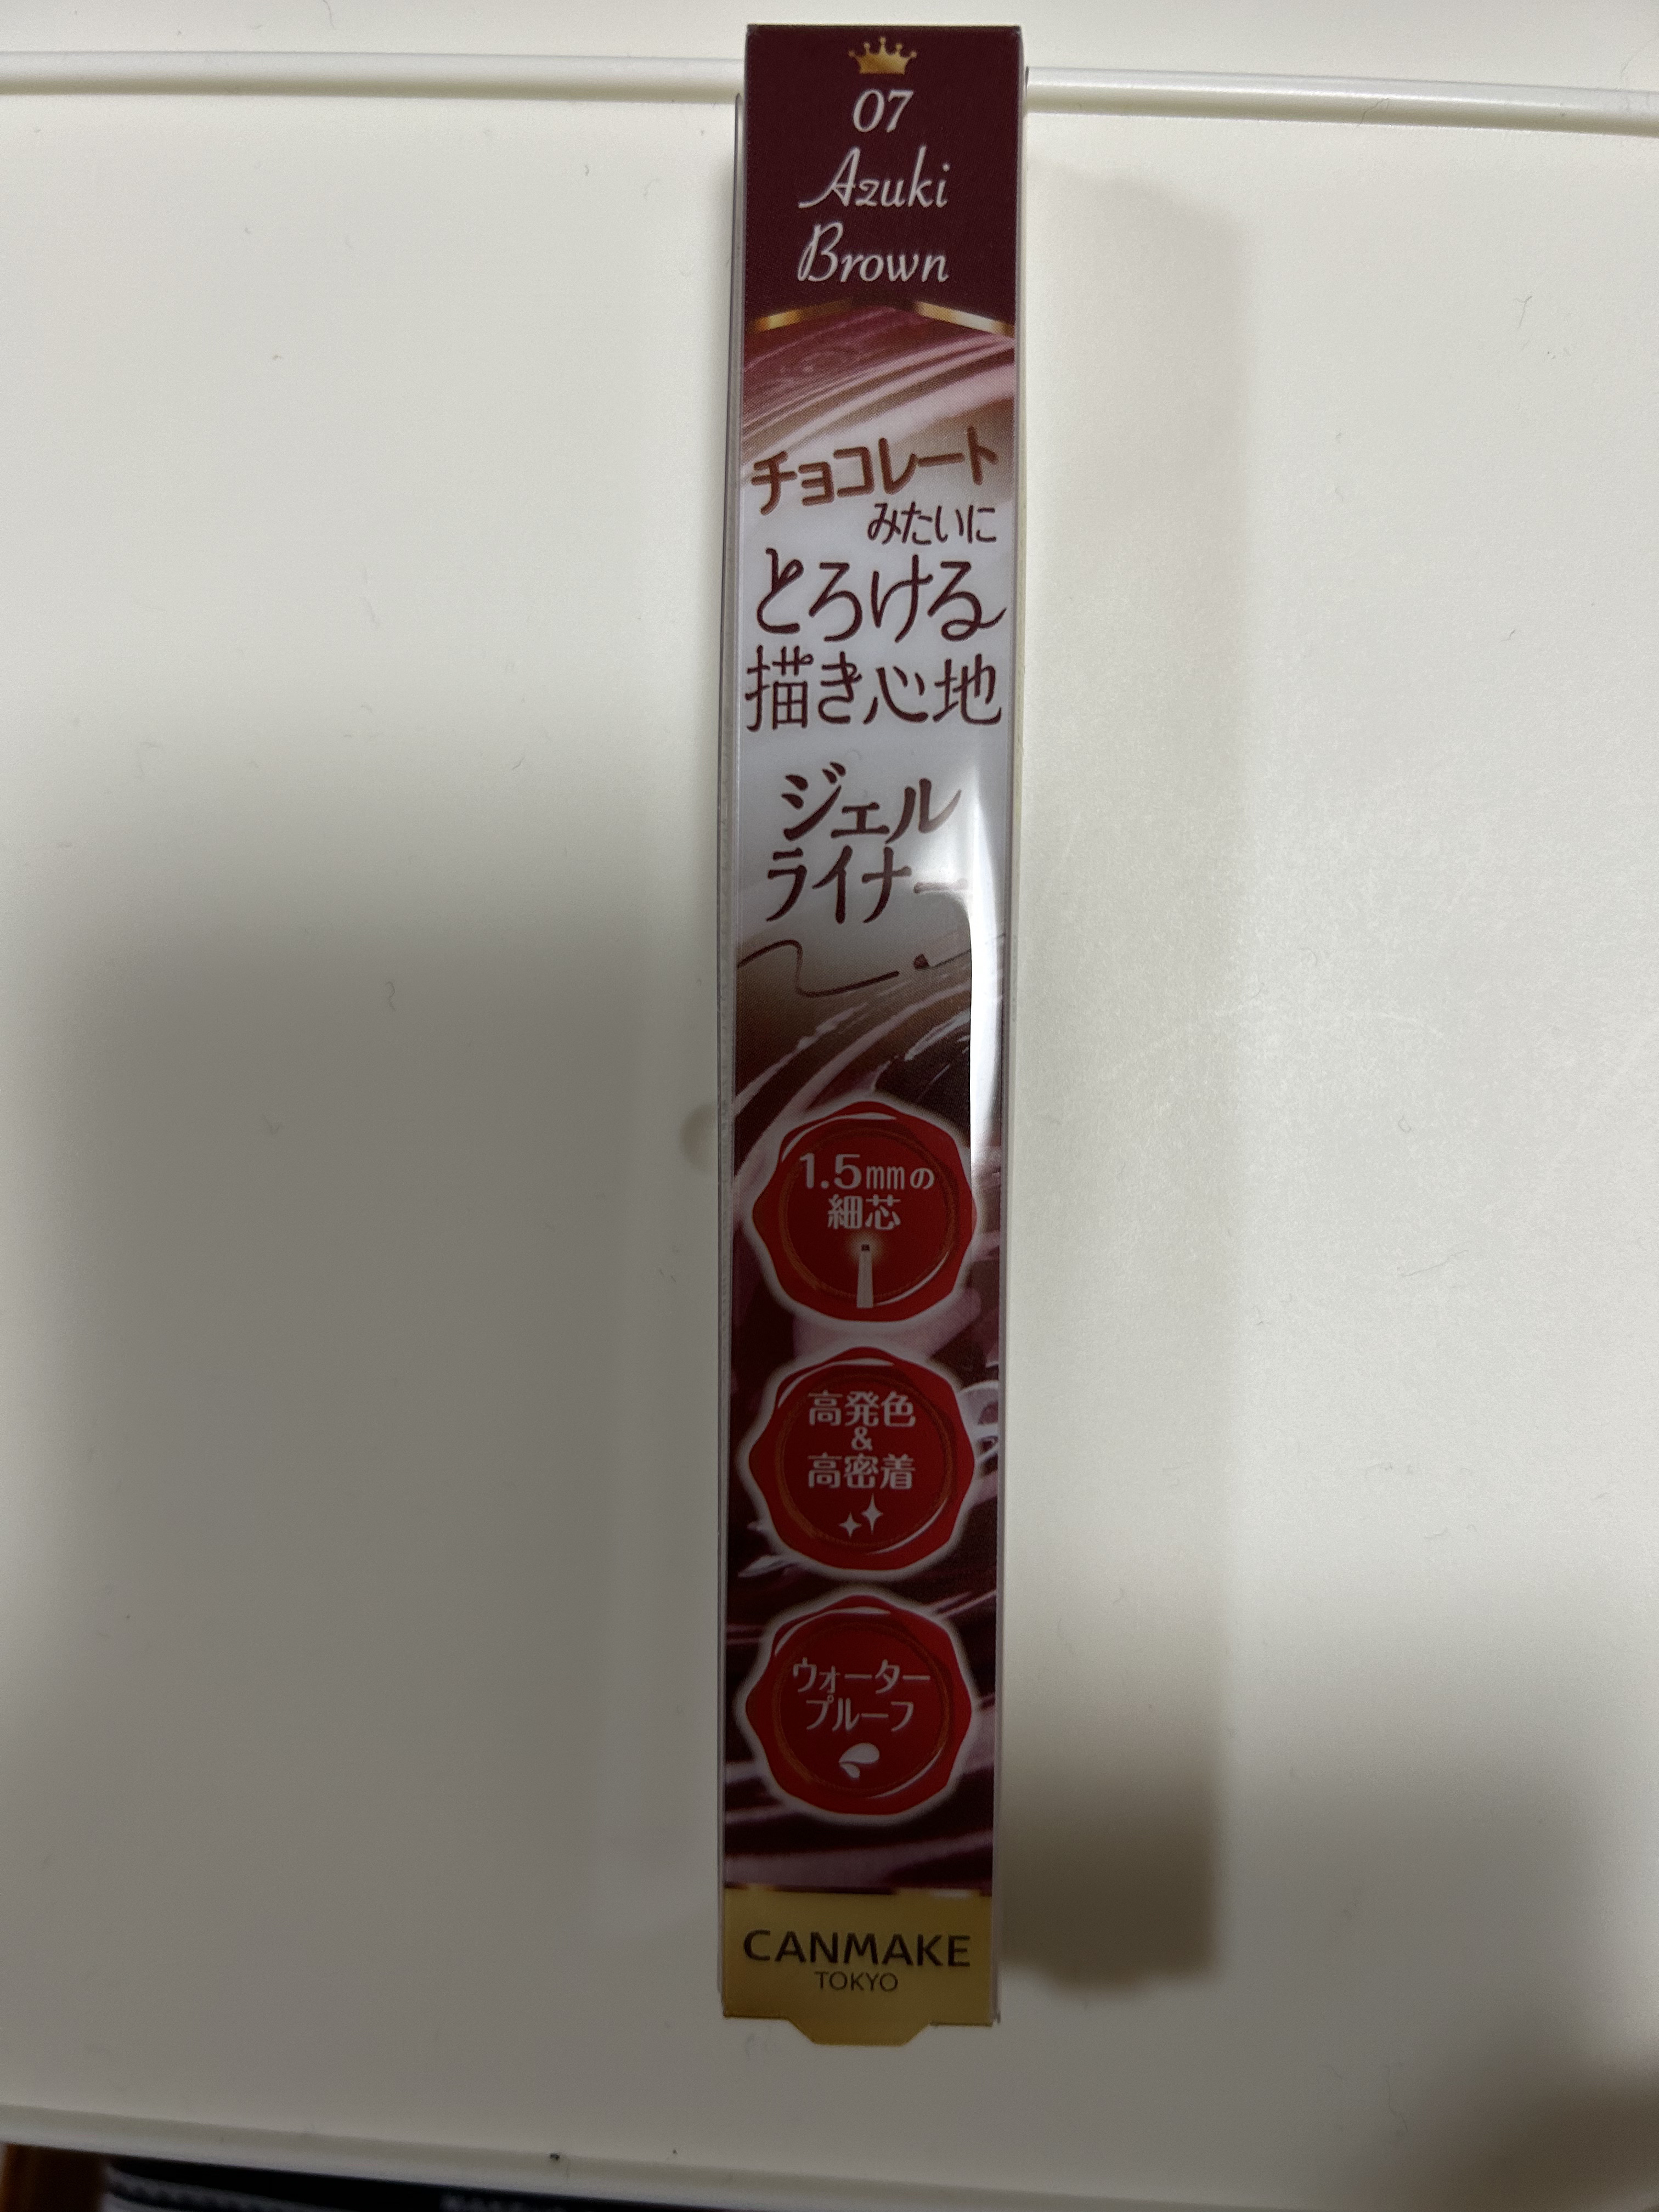 07
Azuki
Brown
チョコレート
みたいに
とろける
描き心地
ジェル
ライナー
1.5㎜の
細芯
高発色
&
高密着
ウォーター
プルーフ
CANMAKE
TOKYO